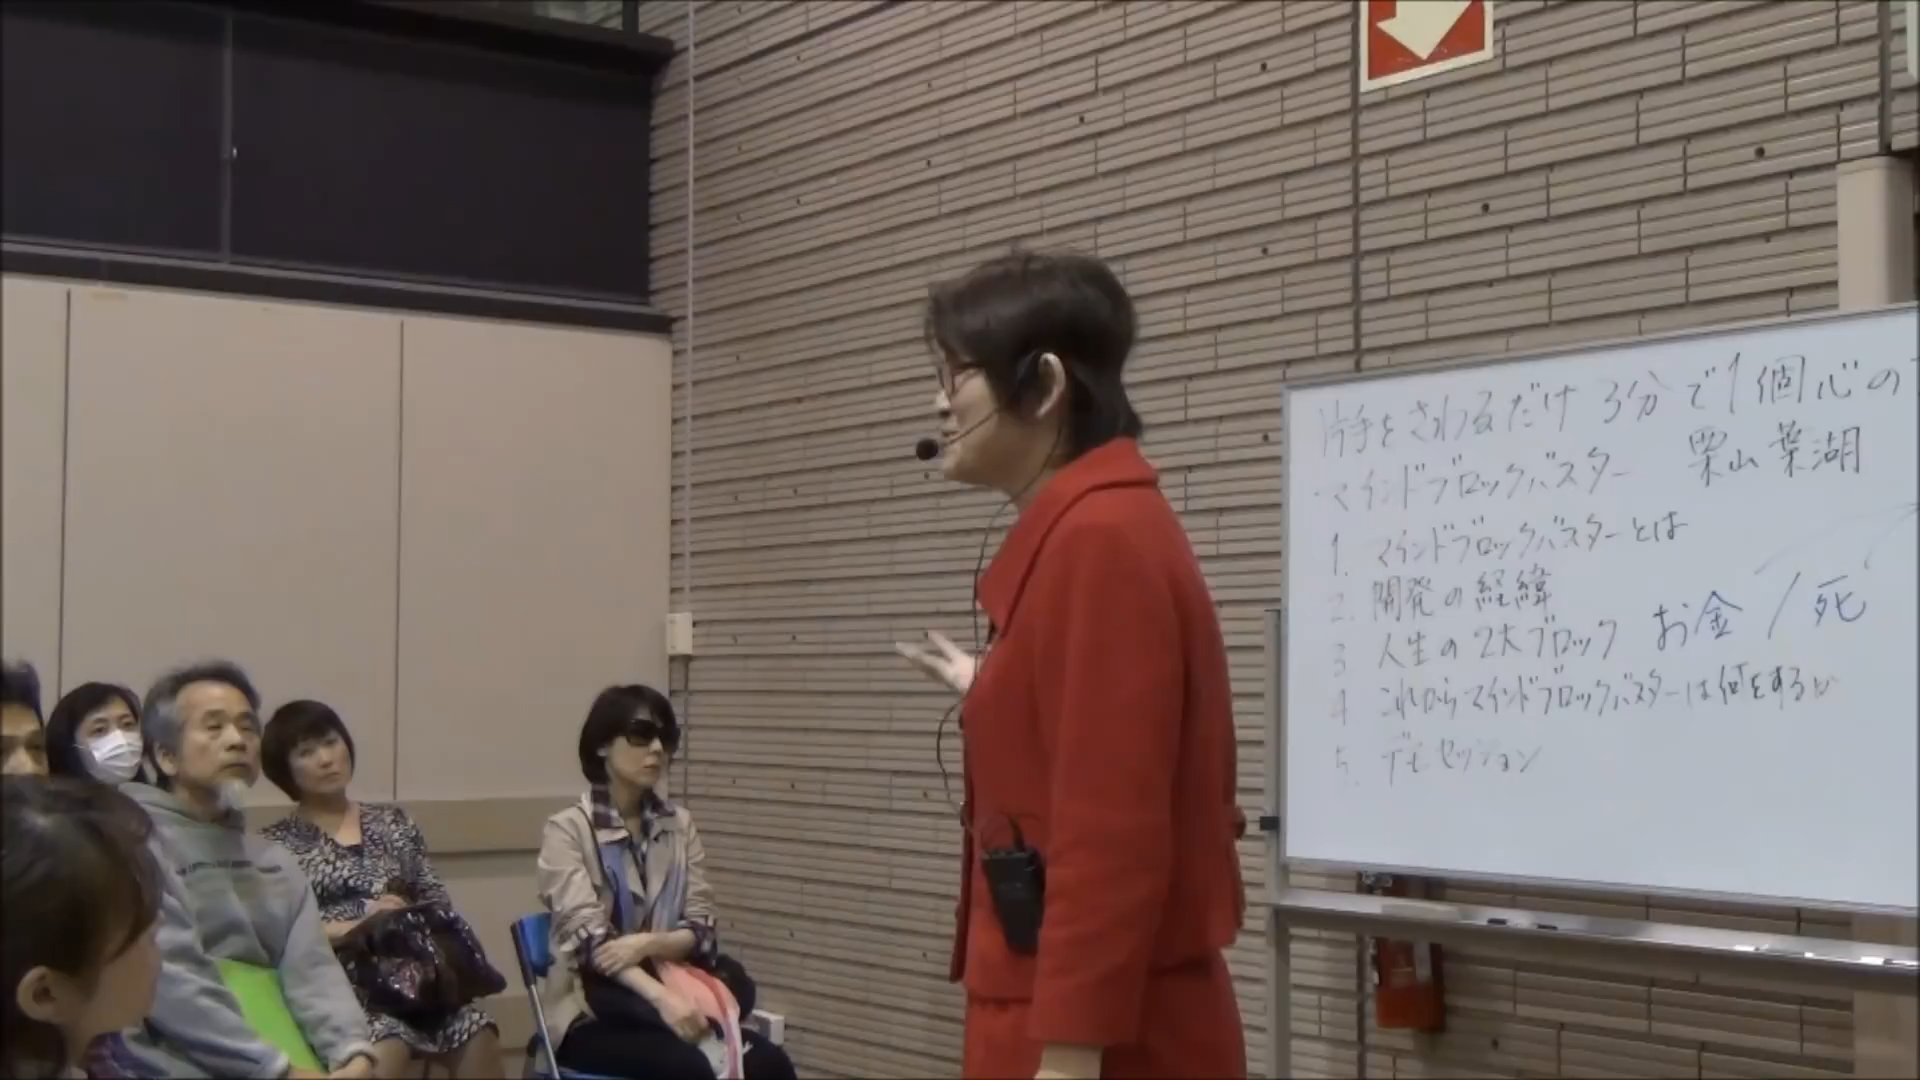 片手をさわるだけ 3分で1個心の
マインドブロックバスター 栗山葉湖
1. マインドブロックバスターとは
2. 開発の経緯
3 人生の2大ブロック お金/死
4 これからマインドブロックバスターは何をするか
5. デモセッション